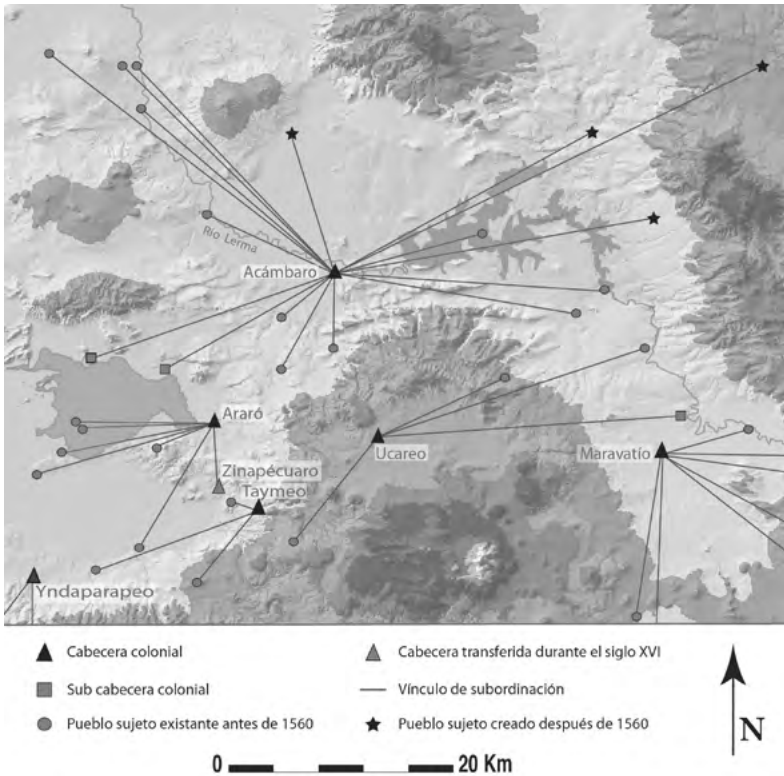 Río Lerma
Acámbaro
Araró
Zinapécuaro
Taymeo
Ucareo
Maravatío
Yndaparapeo
Cabecera colonial
Cabecera transferida durante el siglo XVI
Sub cabecera colonial
Vínculo de subordinación
Pueblo sujeto existante antes de 1560
Pueblo sujeto creado después de 1560
N
0 20 Km